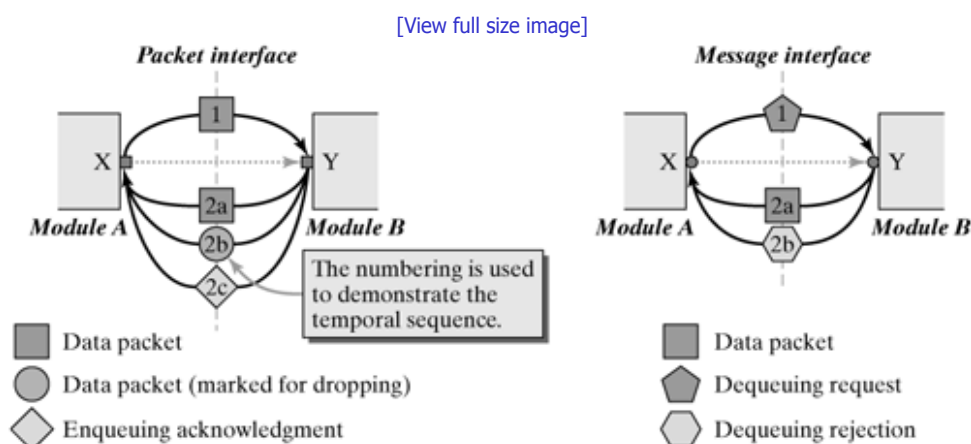 [View full size image]
Packet interface
1
X
Y
2a
Module A
Module B
2b
2c
The numbering is used
to demonstrate the
temporal sequence.
Data packet
Data packet (marked for dropping)
Enqueuing acknowledgment
Message interface
1
X
Y
2a
Module A
Module B
2b
Data packet
Dequeuing request
Dequeuing rejection